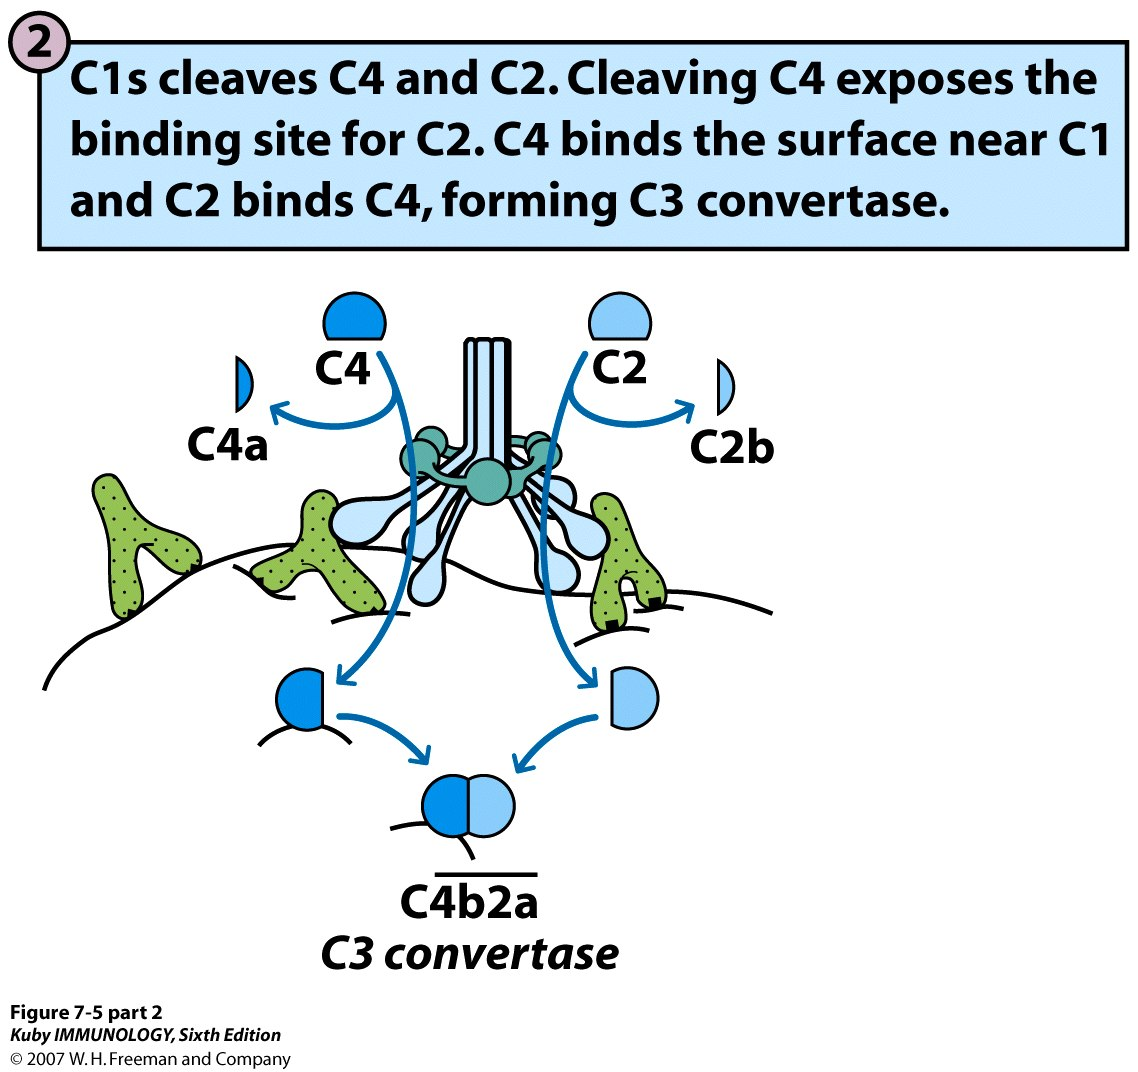 2
C1s cleaves C4 and C2. Cleaving C4 exposes the
binding site for C2. C4 binds the surface near C1
and C2 binds C4, forming C3 convertase.
C4
C2
C4a
C2b
C4b2a
C3 convertase
Figure 7-5 part 2
Kuby IMMUNOLOGY, Sixth Edition
© 2007 W. H. Freeman and Company